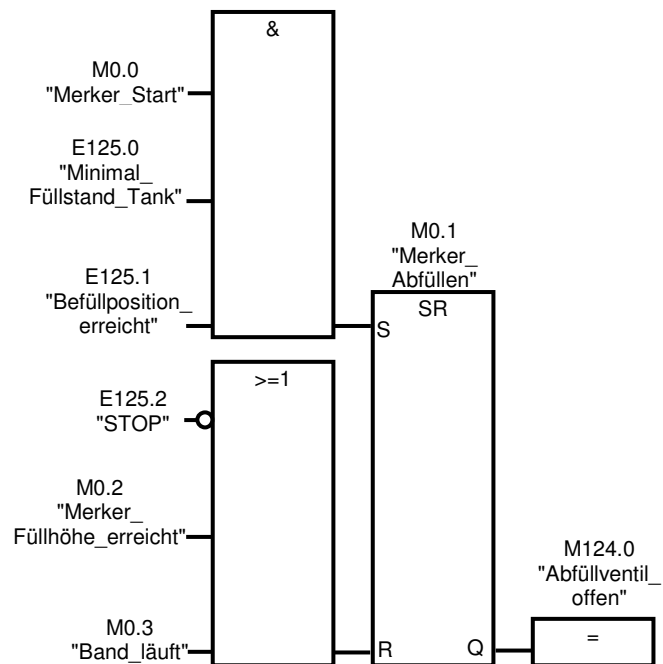 &
M0.0
"Merker_Start"
E125.0
"Minimal_
Füllstand_Tank"
E125.1
"Befüllposition_
erreicht"
M0.1
"Merker_
Abfüllen"
SR
S
>=1
E125.2
"STOP"
M0.2
"Merker_
Füllhöhe_erreicht"
M0.3
"Band_läuft"
R
Q
M124.0
"Abfüllventil_
offen"
=